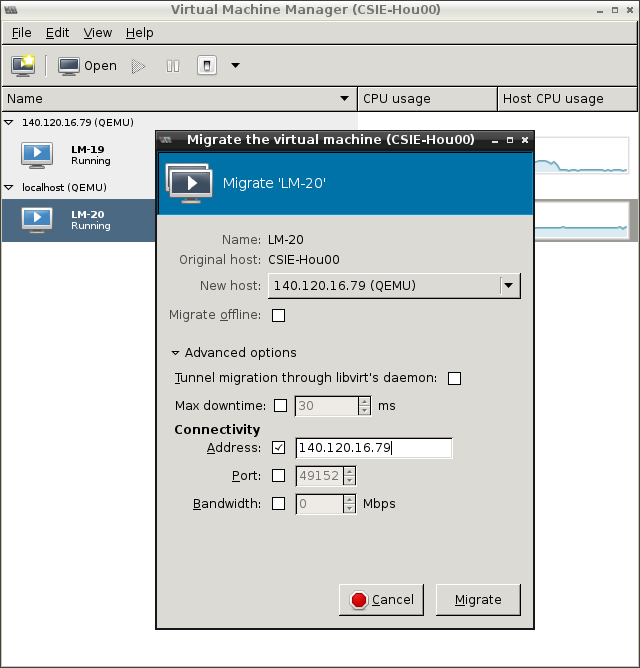 Virtual Machine Manager (CSIE-Hou00)
File Edit View Help
Open
Name CPU usage Host CPU usage
140.120.16.79 (QEMU)
LM-19
Running
localhost (QEMU)
LM-20
Running
Migrate the virtual machine (CSIE-Hou00)
Migrate 'LM-20'
Name: LM-20
Original host: CSIE-Hou00
New host: 140.120.16.79 (QEMU)
Migrate offline:
Advanced options
Tunnel migration through libvirt's daemon:
Max downtime: 30 ms
Connectivity
Address: 140.120.16.79
Port: 49152
Bandwidth: 0 Mbps
Cancel Migrate